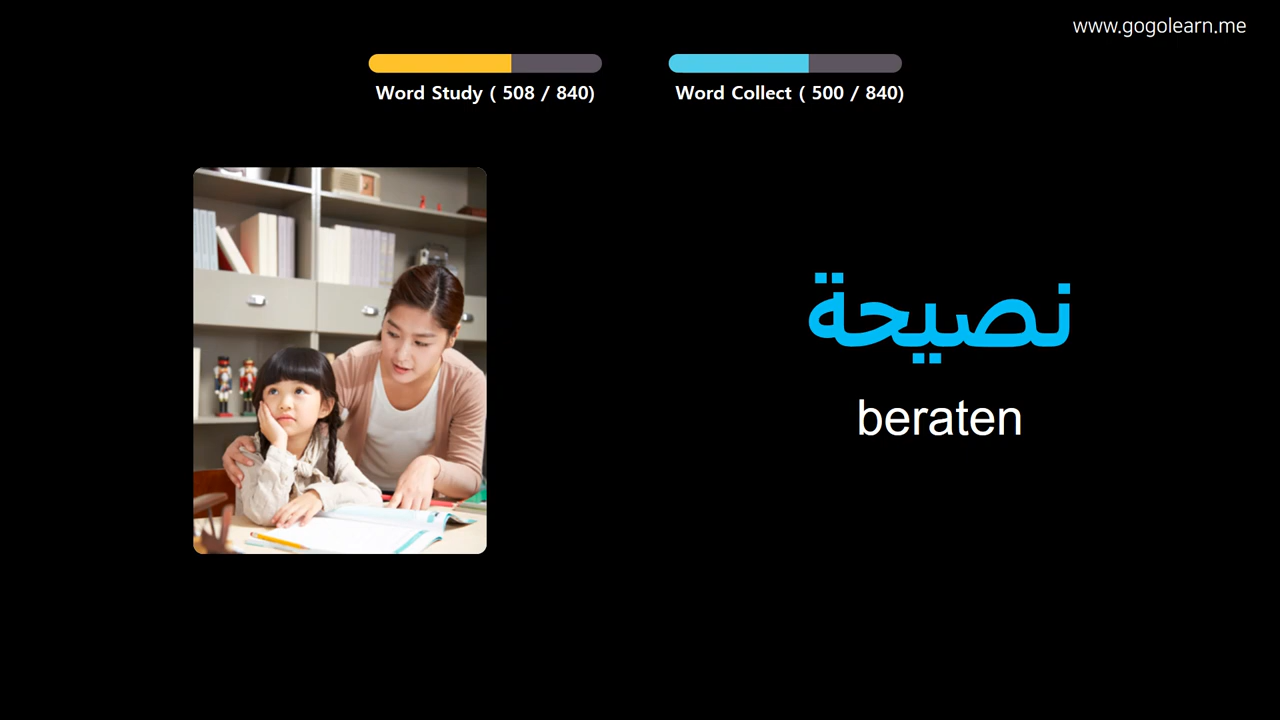 www.gogolearn.me
Word Study ( 508 / 840)
Word Collect ( 500 / 840)
نصيحة
beraten